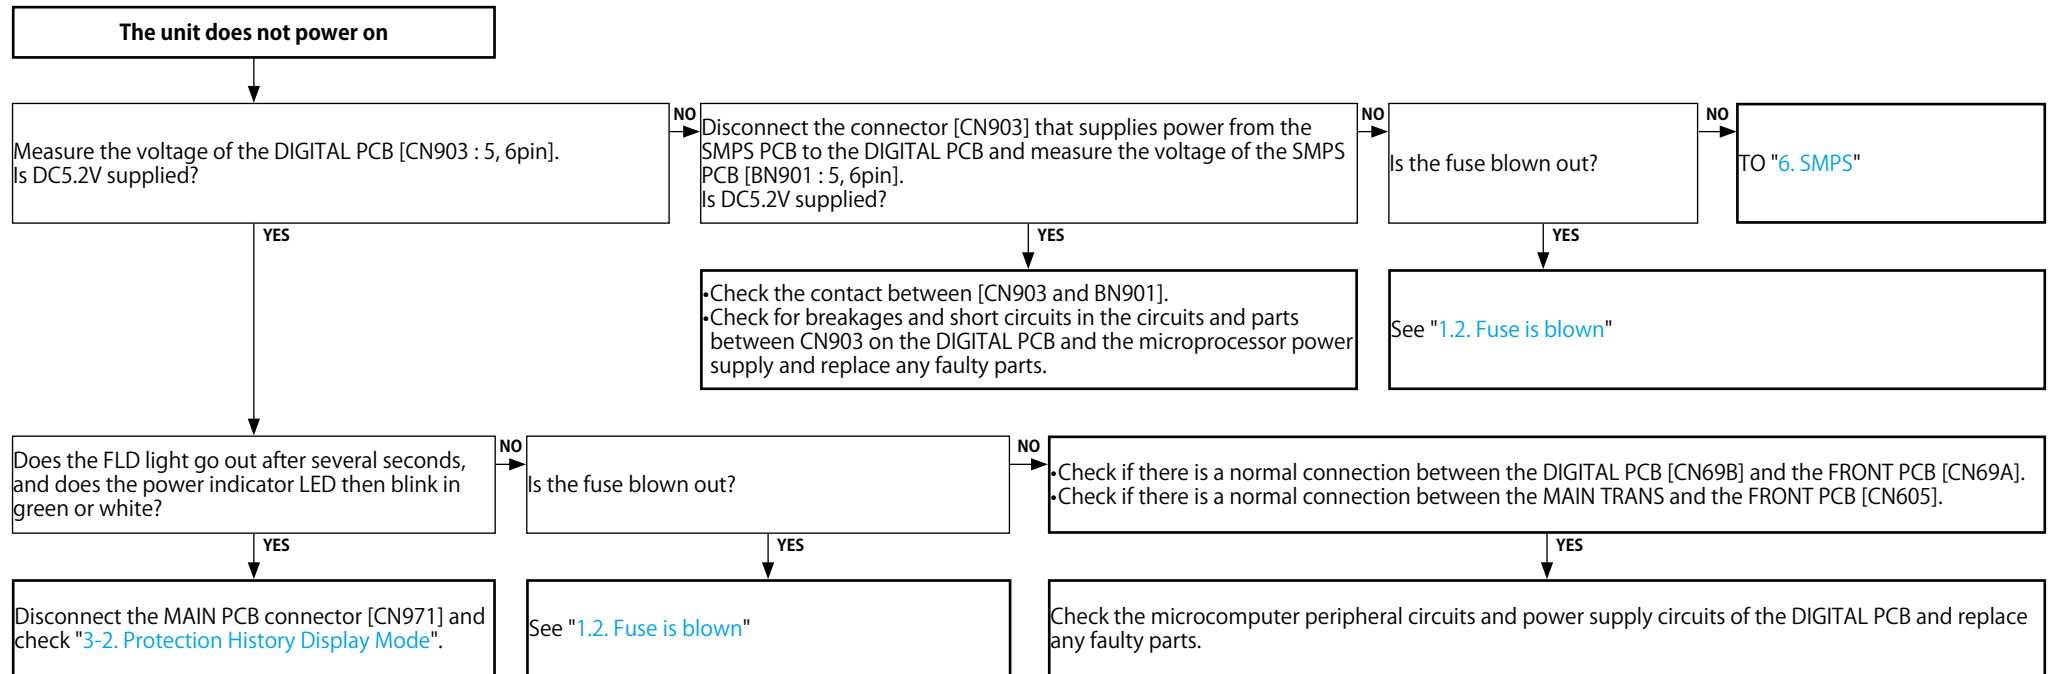 The unit does not power on
Measure the voltage of the DIGITAL PCB [CN903 : 5, 6pin].
Is DC5.2V supplied?
NO
Disconnect the connector [CN903] that supplies power from the
SMPS PCB to the DIGITAL PCB and measure the voltage of the SMPS
PCB [BN901 : 5, 6pin].
Is DC5.2V supplied?
NO
Is the fuse blown out?
NO
TO "6. SMPS"
YES
YES
YES
•Check the contact between [CN903 and BN901].
•Check for breakages and short circuits in the circuits and parts
between CN903 on the DIGITAL PCB and the microprocessor power
supply and replace any faulty parts.
See "1.2. Fuse is blown"
Does the FLD light go out after several seconds,
and does the power indicator LED then blink in
green or white?
NO
Is the fuse blown out?
NO
•Check if there is a normal connection between the DIGITAL PCB [CN69B] and the FRONT PCB [CN69A].
•Check if there is a normal connection between the MAIN TRANS and the FRONT PCB [CN605].
YES
YES
YES
Disconnect the MAIN PCB connector [CN971] and
check "3-2. Protection History Display Mode".
See "1.2. Fuse is blown"
Check the microcomputer peripheral circuits and power supply circuits of the DIGITAL PCB and replace
any faulty parts.